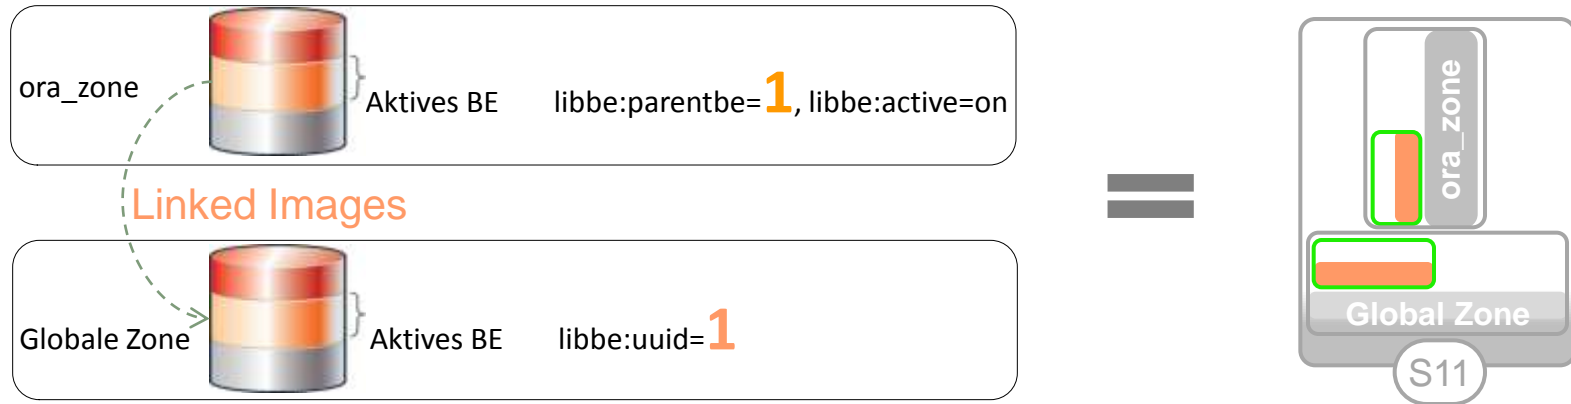 ora_zone
Aktives BE
libbe:parentbe=1, libbe:active=on
Linked Images
Globale Zone
Aktives BE
libbe:uuid=1
=
ora_zone
Global Zone
S11